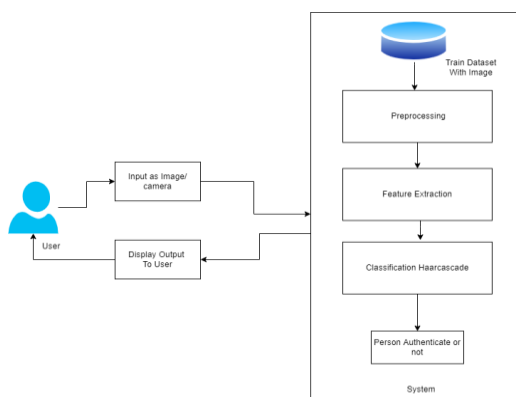 Train Dataset
With Image
Preprocessing
Input as Image/
camera
Feature Extraction
User
Display Output
To User
Classification Haarcascade
Person Authenticate or
not
System